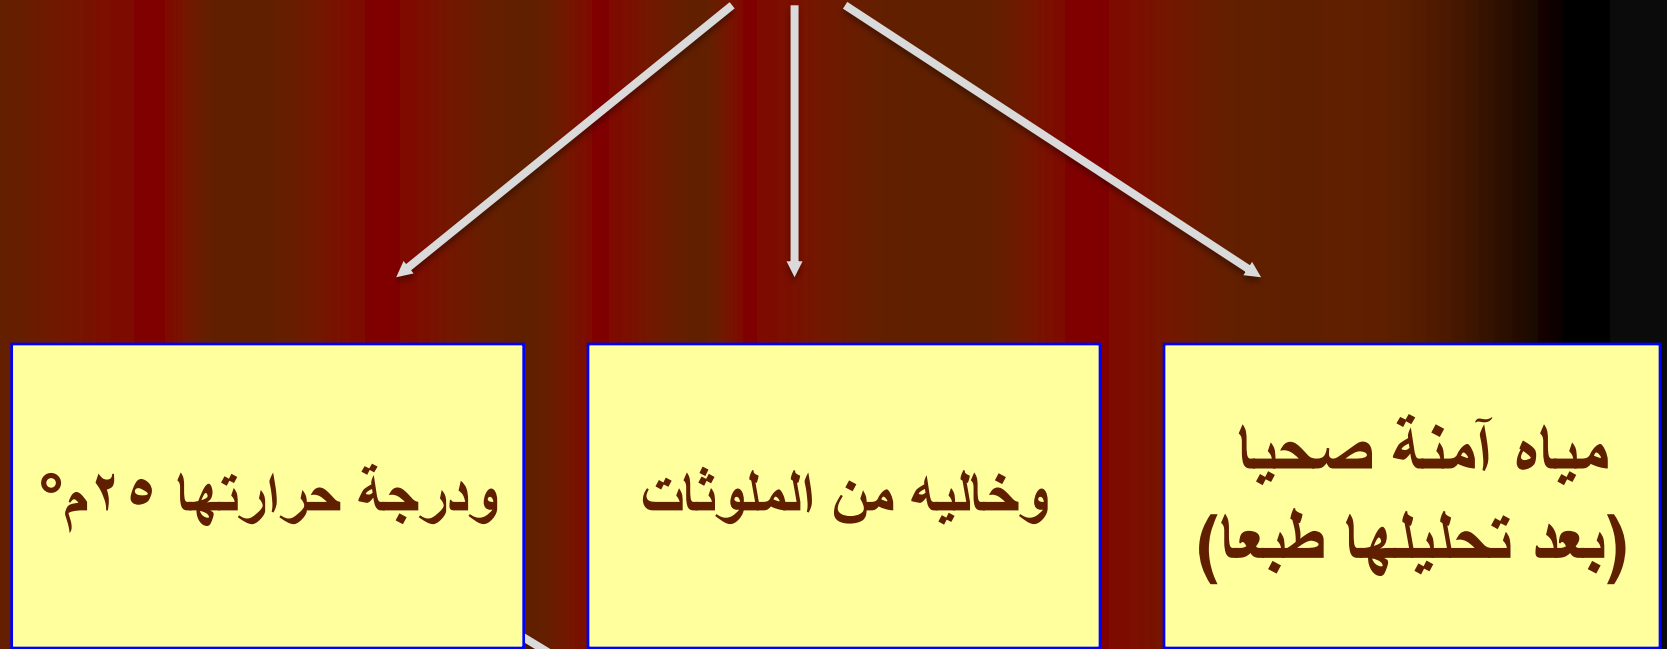 مياه آمنة صحيا
(بعد تحليلها طبعا)
وخاليه من الملوثات
ودرجة حرارتها ٢٥م°